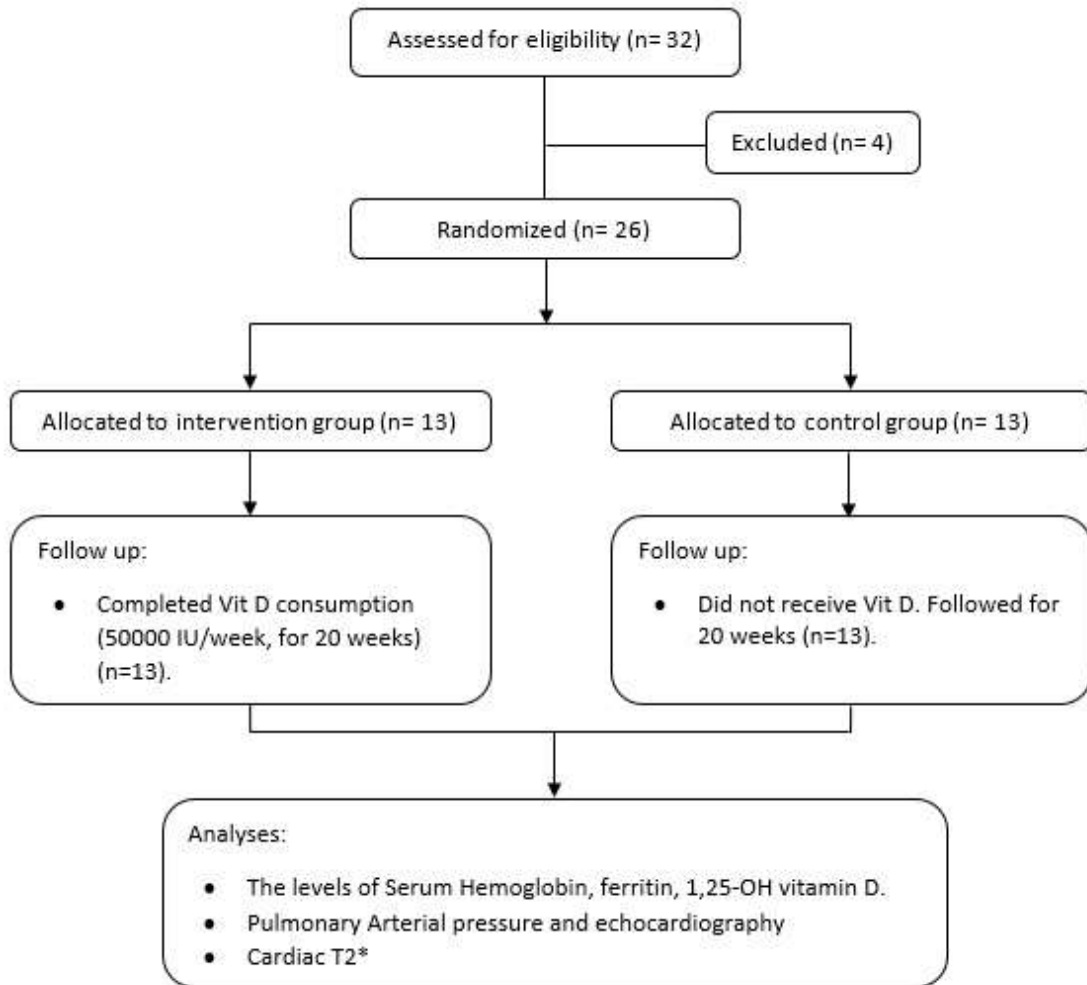 Assessed for eligibility (n= 32)
Excluded (n= 4)
Randomized (n= 26)
Allocated to intervention group (n= 13)
Allocated to control group (n= 13)
Follow up:
● Completed Vit D consumption
(50000 IU/week, for 20 weeks)
(n=13).
Follow up:
● Did not receive Vit D. Followed for
20 weeks (n=13).
Analyses:
● The levels of Serum Hemoglobin, ferritin, 1,25-OH vitamin D.
● Pulmonary Arterial pressure and echocardiography
● Cardiac T2*